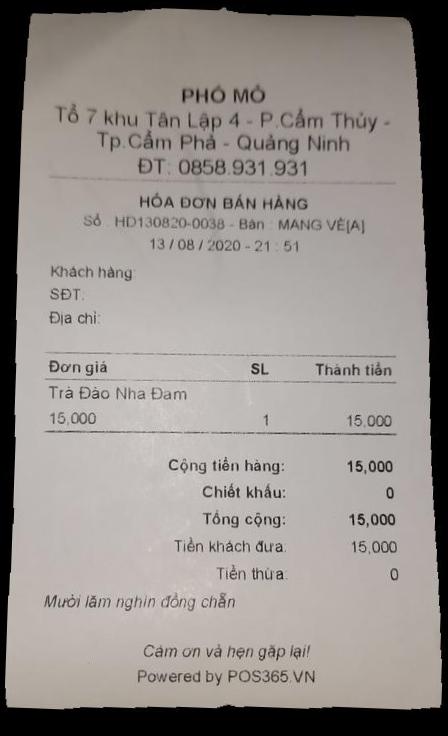 PHỐ MỎ
Tổ 7 khu Tân Lập 4 - P.Cẩm Thủy -
Tp.Cẩm Phả - Quảng Ninh
ĐT: 0858.931.931
HÓA ĐƠN BÁN HÀNG
Số : HD130820-0038 - Bàn : MANG VỀ[A]
13 / 08 / 2020 - 21 : 51
Khách hàng:
SĐT:
Địa chỉ:
Đơn giá SL Thành tiền
Trà Đào Nha Đam
15,000 1 15,000
Cộng tiền hàng: 15,000
Chiết khấu: 0
Tổng cộng: 15,000
Tiền khách đưa: 15,000
Tiền thừa: 0
Mười lăm nghìn đồng chẵn
Cảm ơn và hẹn gặp lại!
Powered by POS365.VN